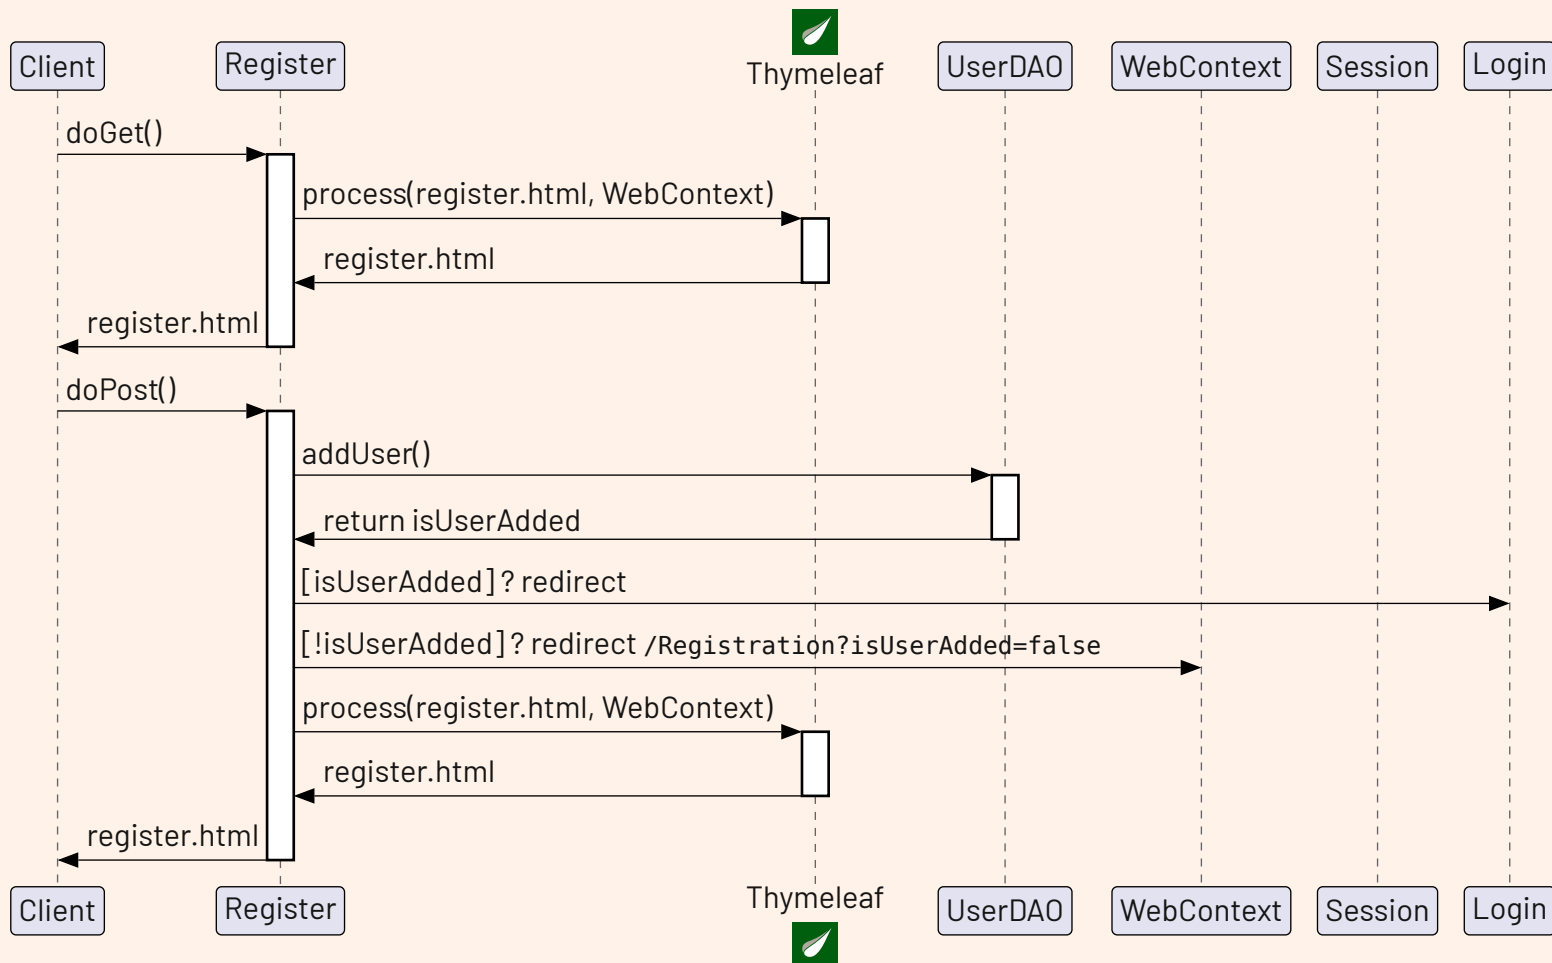 Client
Register
Thymeleaf
UserDAO
WebContext
Session
Login
doGet()
process(register.html, WebContext)
register.html
register.html
doPost()
addUser()
return isUserAdded
[isUserAdded]? redirect
[!isUserAdded]? redirect /Registration?isUserAdded=false
process(register.html, WebContext)
register.html
register.html
Client
Register
Thymeleaf
UserDAO
WebContext
Session
Login